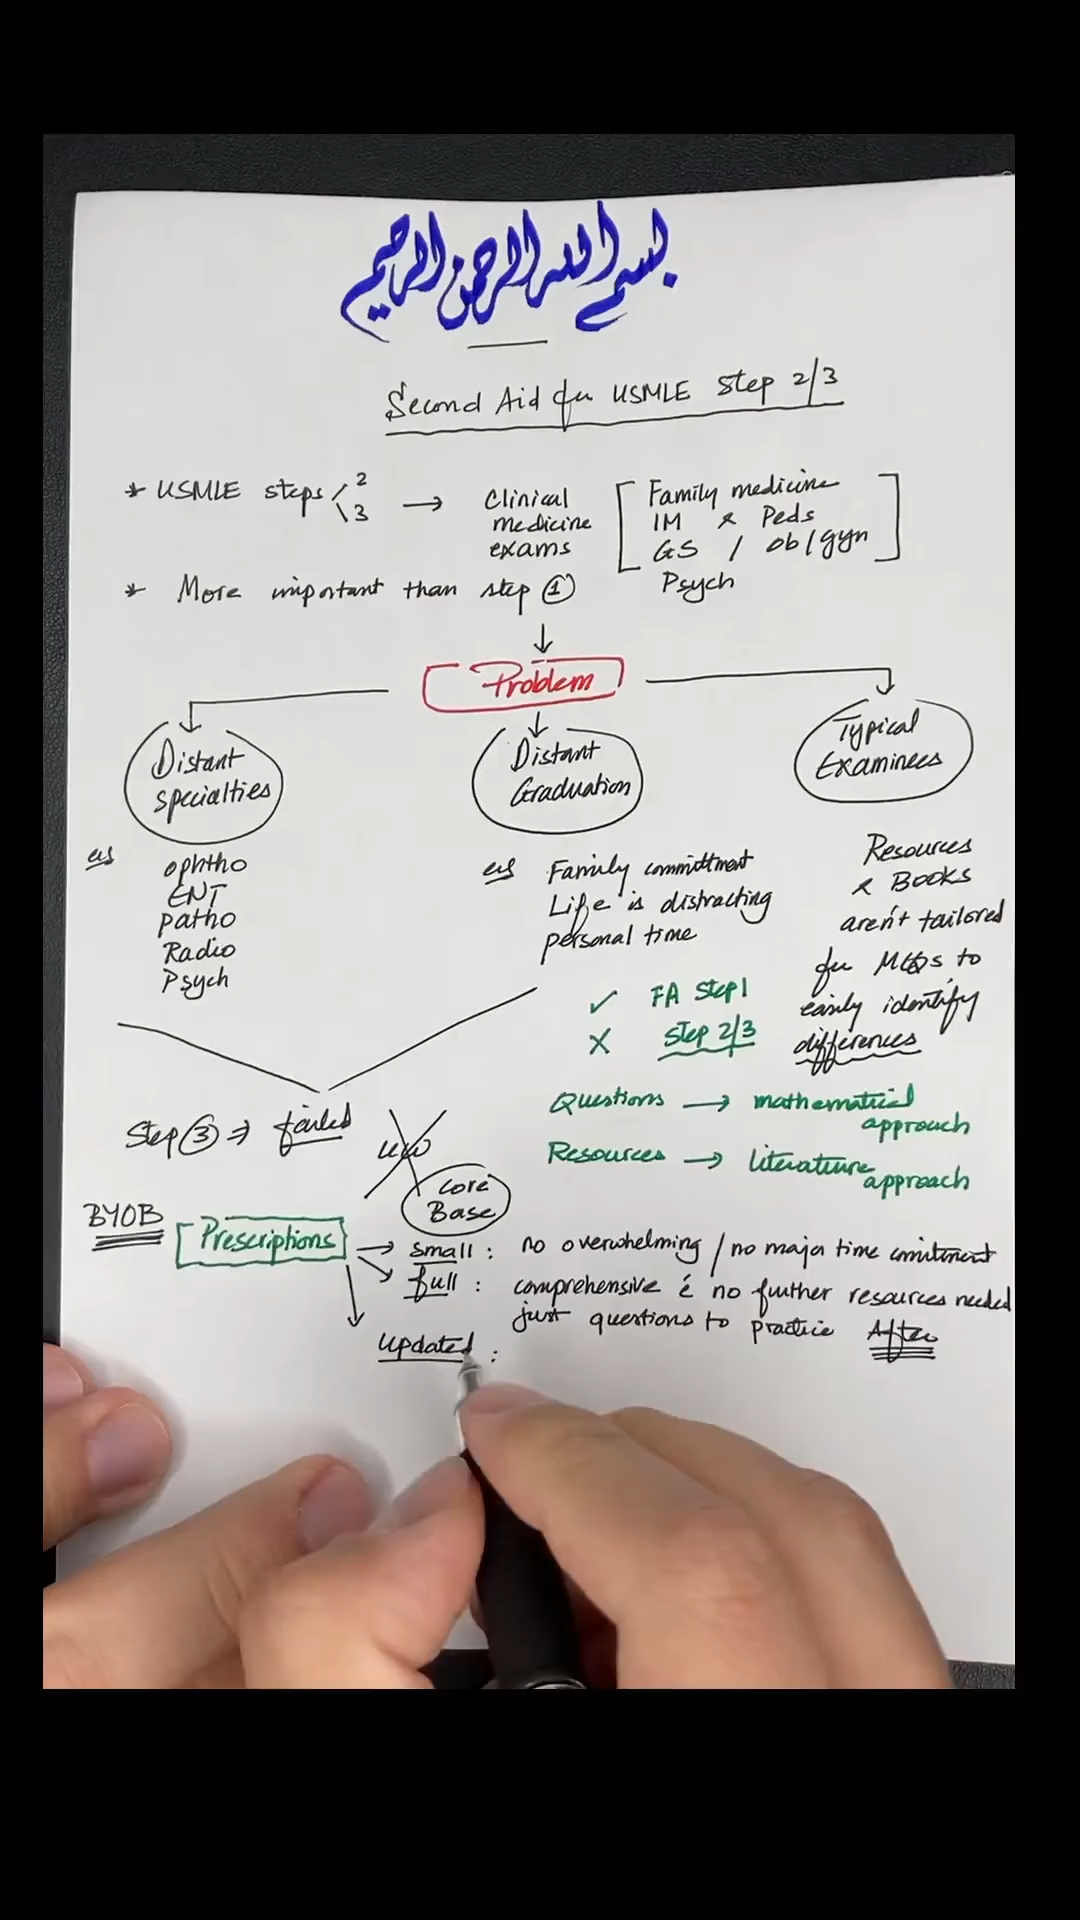 بسم الله الرحمن الرحيم
Second Aid for USMLE Step 2/3
* USMLE steps 2 3 → Clinical medicine exams [Family medicine
IM & Peds
GS / Ob/gyn]
Psych
* More important than step ①
Problem
Distant specialties
ophtho
ENT
Patho
Radio
Psych
Distant Graduation
Family committment
Life is distracting
personal time
✓ FA Step1
X Step 2/3
Typical Examinees
Resources
& Books
aren't tailored
for MCQs to
easily identify
differences
Questions → mathematical approach
Resources → literature approach
Step ③ ⇒ failed
UW
Core Base
BYOB
Prescriptions
→ small : no overwhelming / no major time comitment
→ full : comprehensive & no further resources needed
just questions to practice After
Updated :